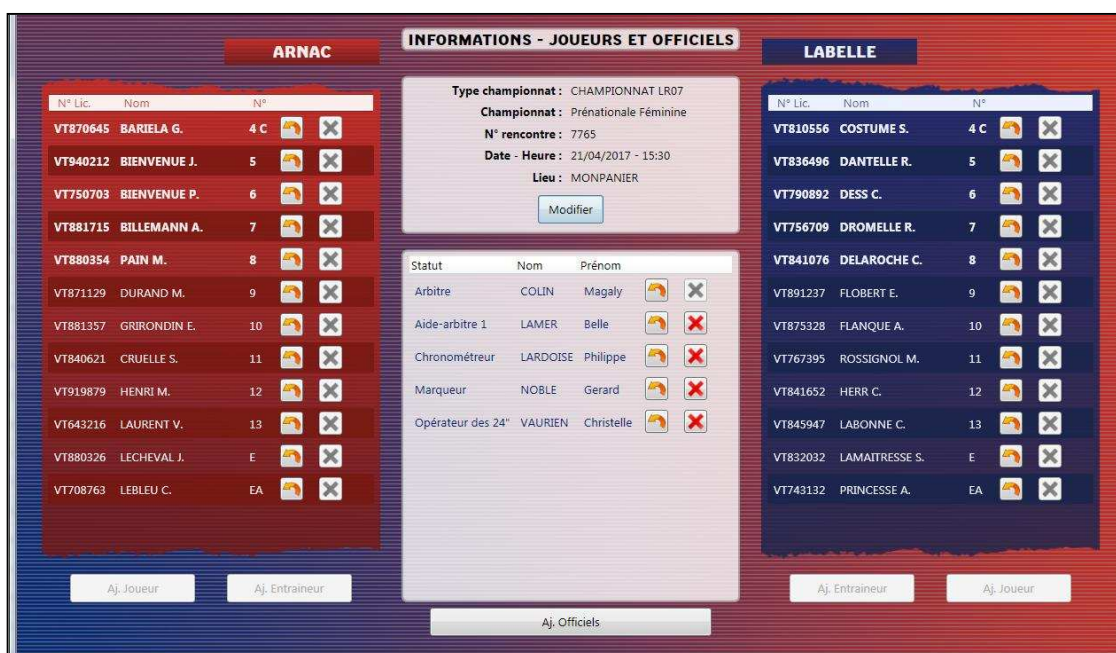 INFORMATIONS - JOUEURS ET OFFICIELS
ARNAC
N° Lic. Nom N°
VT870645 BARIELA G. 4 C
VT940212 BIENVENUE J. 5
VT750703 BIENVENUE P. 6
VT881715 BILLEMANN A. 7
VT880354 PAIN M. 8
VT871129 DURAND M. 9
VT881357 GRIRONDIN E. 10
VT840621 CRUELLE S. 11
VT919879 HENRI M. 12
VT643216 LAURENT V. 13
VT880326 LECHEVAL J. E
VT708763 LEBLEU C. EA
Aj. Joueur Aj. Entraineur
Type championnat : CHAMPIONNAT LR07
Championnat : Prénationale Féminine
N° rencontre : 7765
Date - Heure : 21/04/2017 - 15:30
Lieu : MONPANIER
Modifier
Statut Nom Prénom
Arbitre COLIN Magaly
Aide-arbitre 1 LAMER Belle
Chronométreur LARDOISE Philippe
Marqueur NOBLE Gerard
Opérateur des 24" VAURIEN Christelle
Aj. Officiels
LABELLE
N° Lic. Nom N°
VT810556 COSTUME S. 4 C
VT836496 DANTELLE R. 5
VT790892 DESS C. 6
VT756709 DROMELLE R. 7
VT841076 DELAROCHE C. 8
VT891237 FLOBERT E. 9
VT875328 FLANQUE A. 10
VT767395 ROSSIGNOL M. 11
VT841652 HERR C. 12
VT845947 LABONNE C. 13
VT832032 LAMAITRESSE S. E
VT743132 PRINCESSE A. EA
Aj. Entraineur Aj. Joueur